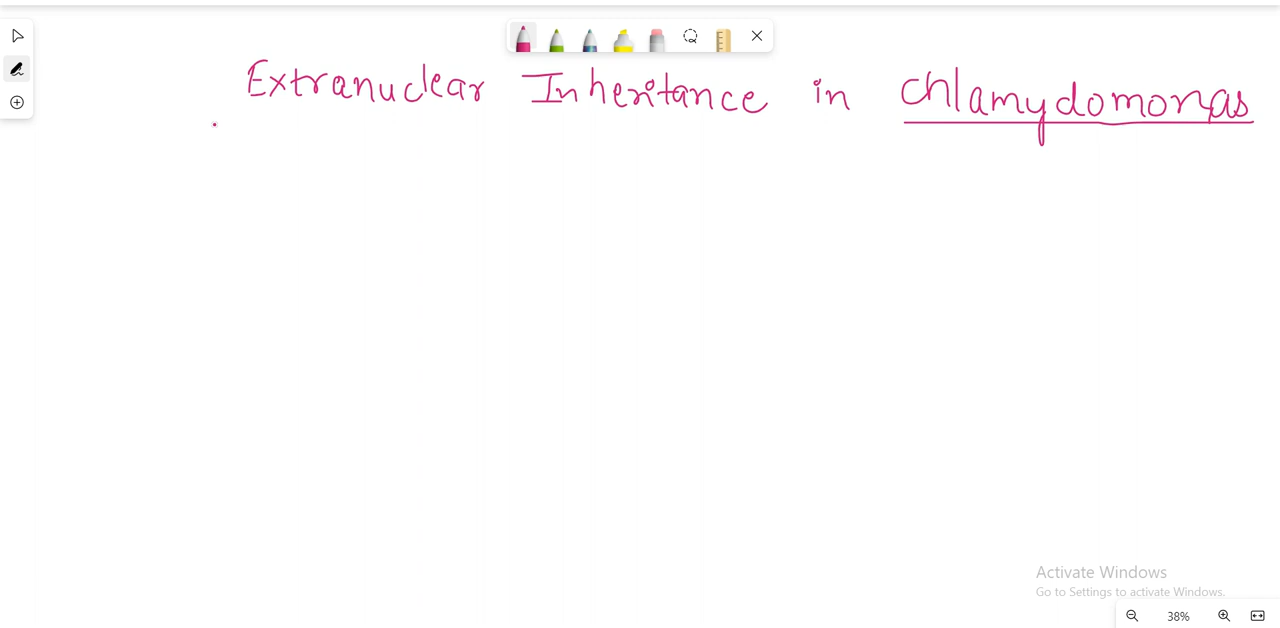 Extranuclear Inheritance in Chlamydomonas
Activate Windows
Go to Settings to activate Windows.
38%